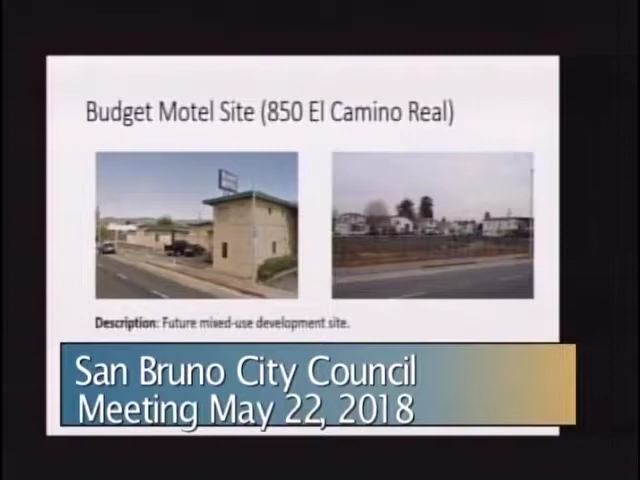 Budget Motel Site (850 El Camino Real)
Description: Future mixed-use development site.
San Bruno City Council
Meeting May 22, 2018